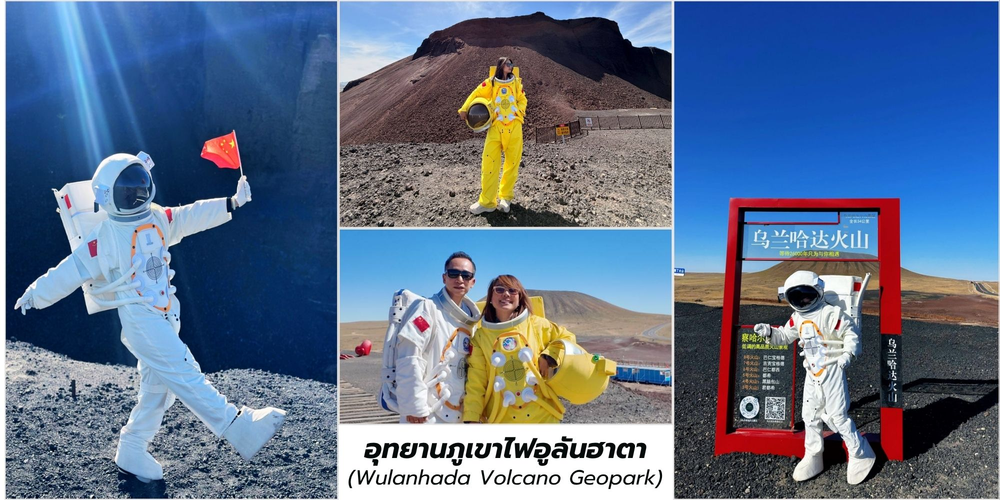 全长34公里
乌兰哈达火山
等待26000年只为与你相遇
察哈尔
低调的高品质火山景观
8号火山： 巴仁宝格德
7号火山： 吉贡宝格德
6号火山： 巴仁都西
5号火山： 都希
4号火山： 黑脑包山
3号火山： 君都希
乌兰哈达火山
อุทยานภูเขาไฟอูลันฮาตา
(Wulanhada Volcano Geopark)